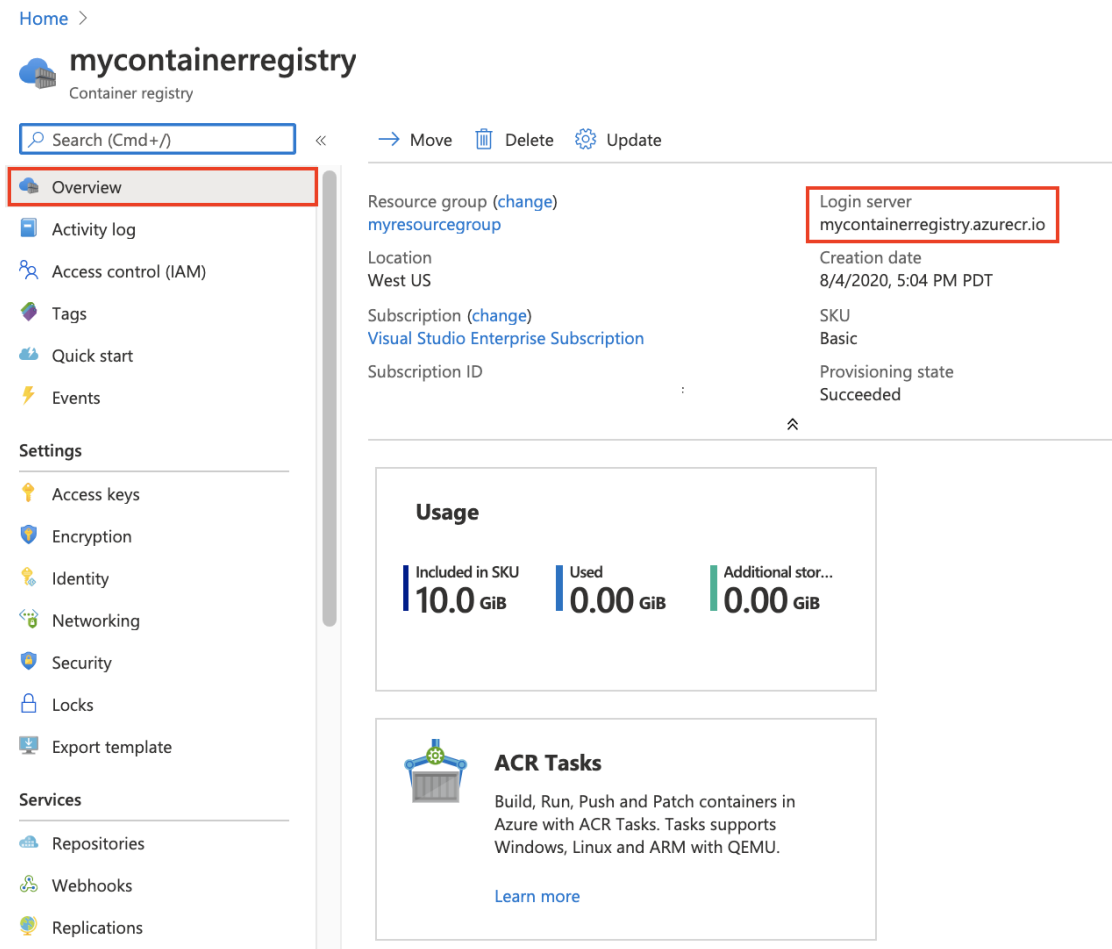 Home
mycontainerregistry
Container registry
Search (Cmd+/)
«
Overview
Activity log
Access control (IAM)
Tags
Quick start
Events
Settings
Access keys
Encryption
Identity
Networking
Security
Locks
Export template
Services
Repositories
Webhooks
Replications
Move Delete Update
Resource group (change)
myresourcegroup
Location
West US
Subscription (change)
Visual Studio Enterprise Subscription
Subscription ID
:
Login server
mycontainerregistry.azurecr.io
Creation date
8/4/2020, 5:04 PM PDT
SKU
Basic
Provisioning state
Succeeded
Usage
Included in SKU
10.0 GiB
Used
0.00 GiB
Additional stor...
0.00 GiB
ACR Tasks
Build, Run, Push and Patch containers in
Azure with ACR Tasks. Tasks supports
Windows, Linux and ARM with QEMU.
Learn more